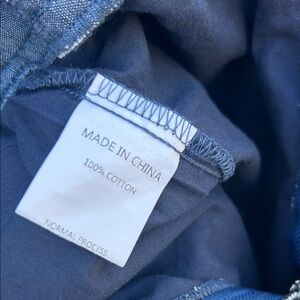 MADE IN CHINA
100% COTTON
NORMAL PROCESS